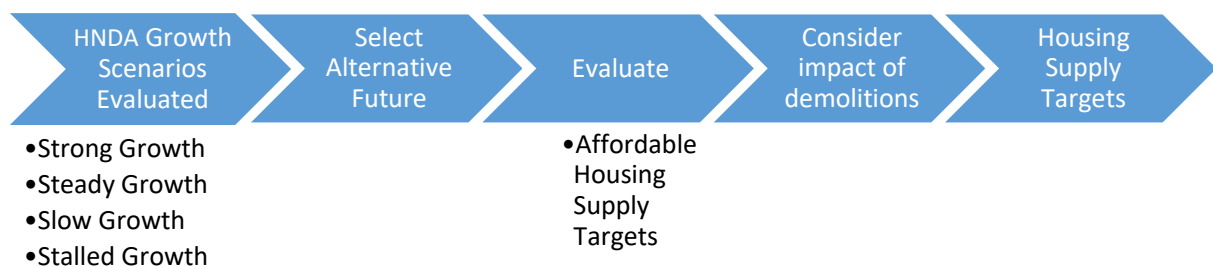 HNDA Growth
Scenarios
Evaluated
Select
Alternative
Future
Evaluate
Consider
impact of
demolitions
Housing
Supply
Targets
•Strong Growth
•Steady Growth
•Slow Growth
•Stalled Growth
•Affordable
Housing
Supply
Targets